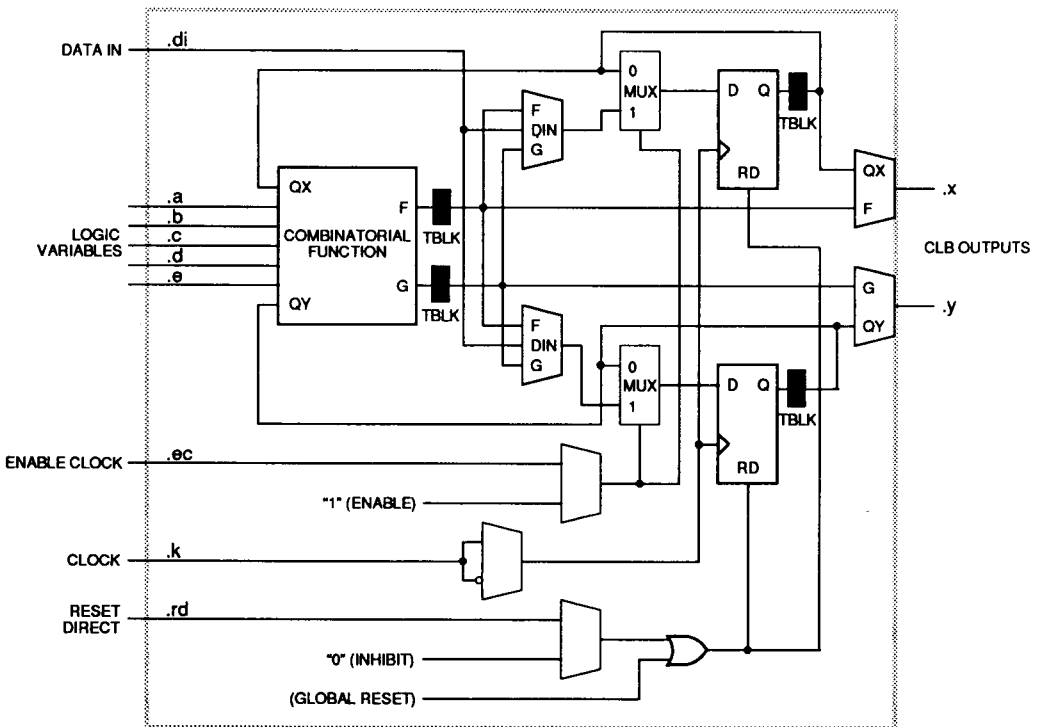 DATA IN .di
0
MUX
1
D Q
TBLK
RD
F
DIN
G
QX
F
.x
CLB OUTPUTS
G
QY
.y
LOGIC
VARIABLES
.a
.b
.c
.d
.e
QX
COMBINATORIAL
FUNCTION
QY
F
G
TBLK
TBLK
F
DIN
G
0
MUX
1
D Q
TBLK
RD
ENABLE CLOCK .ec
"1" (ENABLE)
CLOCK .k
RESET
DIRECT
.rd
"0" (INHIBIT)
(GLOBAL RESET)